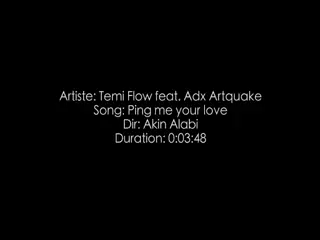 Artiste: Temi Flow feat. Adx Artquake
Song: Ping me your love
Dir: Akin Alabi
Duration: 0:03:48